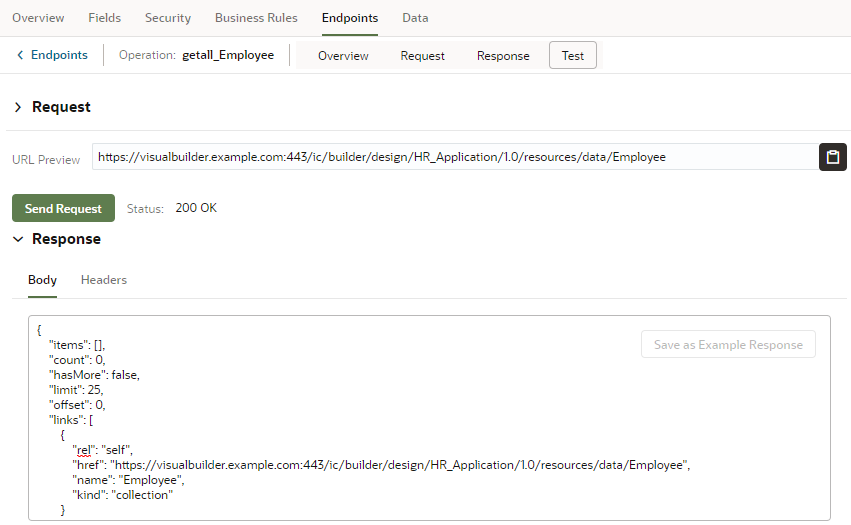 Overview Fields Security Business Rules Endpoints Data
Endpoints Operation: getall_Employee Overview Request Response Test
Request
URL Preview https://visualbuilder.example.com:443/ic/builder/design/HR_Application/1.0/resources/data/Employee
Send Request Status: 200 OK
Response
Body Headers
{
"items": [],
Save as Example Response
"count": 0,
"hasMore": false,
"limit": 25,
"offset": 0,
"links": [
{
"rel": "self",
"href": "https://visualbuilder.example.com:443/ic/builder/design/HR_Application/1.0/resources/data/Employee",
"name": "Employee",
"kind": "collection"
}